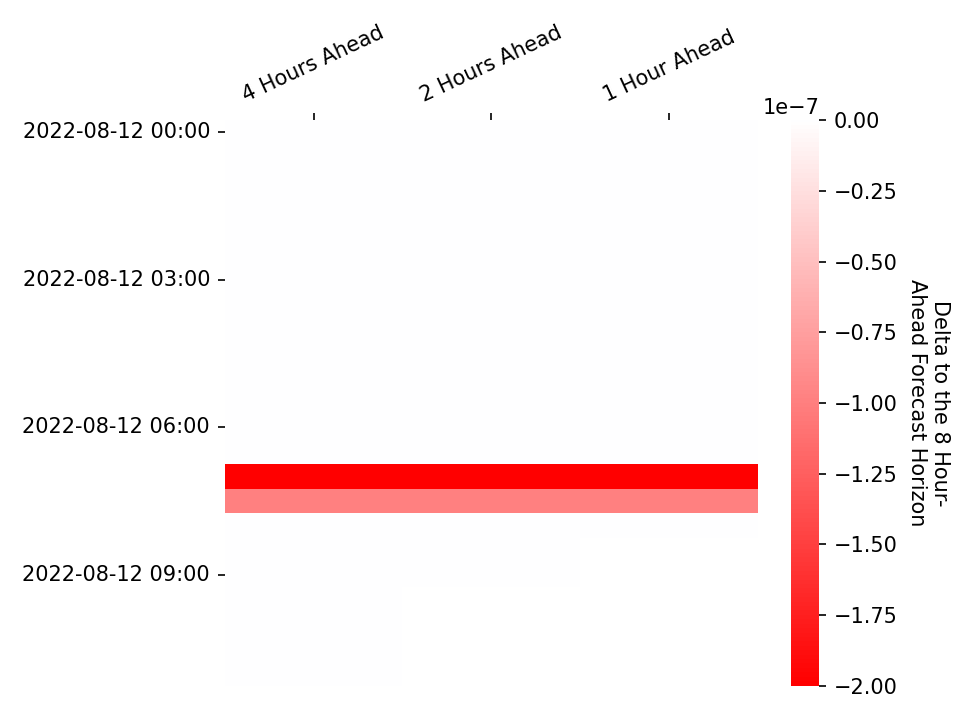 4 Hours Ahead
2 Hours Ahead
1 Hour Ahead
1e−7
2022-08-12 00:00
2022-08-12 03:00
2022-08-12 06:00
2022-08-12 09:00
0.00
−0.25
−0.50
−0.75
−1.00
−1.25
−1.50
−1.75
−2.00
Delta to the 8 Hour-
Ahead Forecast Horizon